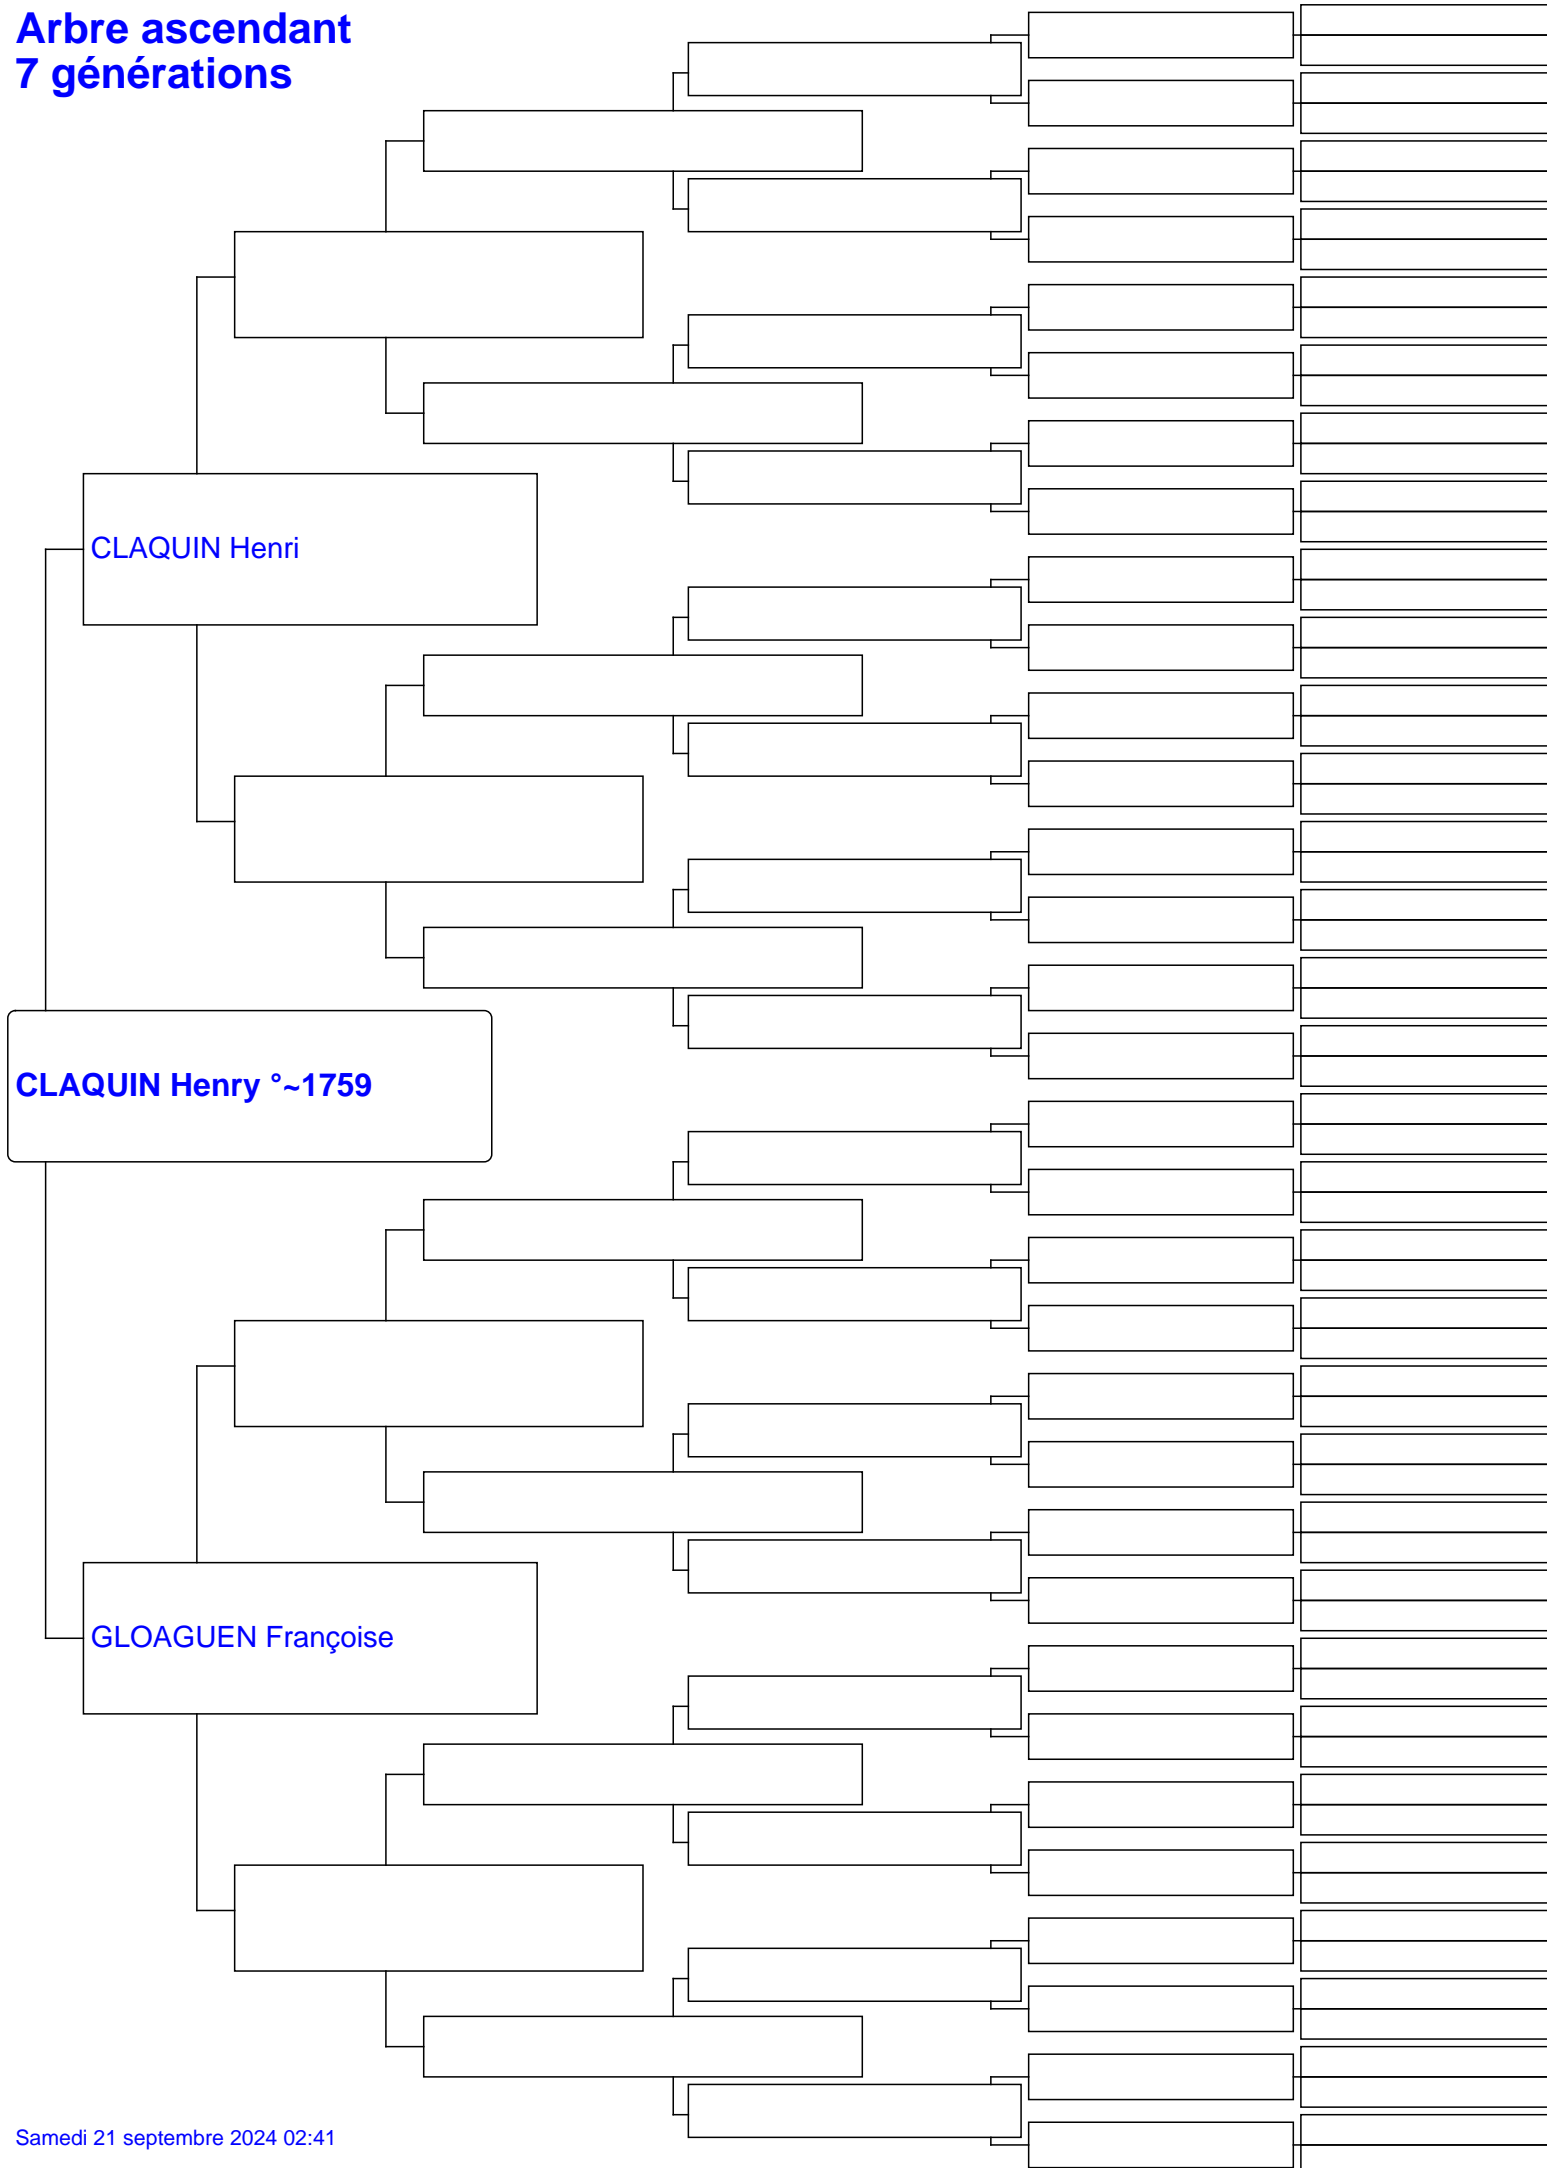 Arbre ascendant
7 générations
CLAQUIN Henri
CLAQUIN Henry °~1759
GLOAGUEN Françoise
Samedi 21 septembre 2024 02:41